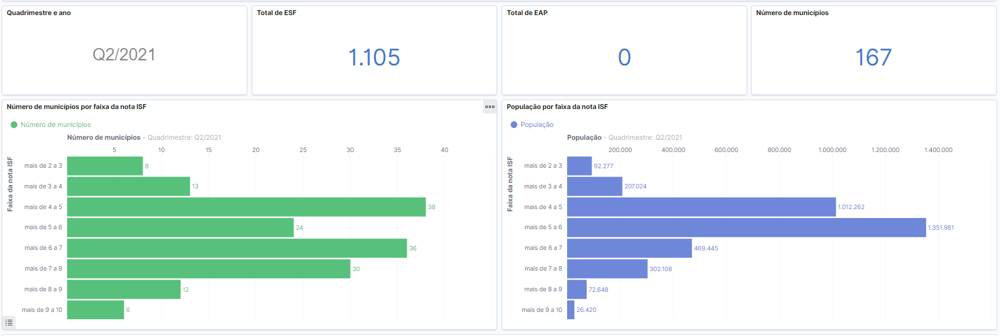 Quadrimestre e ano
Q2/2021
Total de ESF
1.105
Total de EAP
0
Número de municípios
167
Número de municípios por faixa da nota ISF
Número de municípios
Número de municípios - Quadrimestre: Q2/2021
5 10 15 20 25 30 35 40
Faixa da nota ISF
mais de 2 a 3 8
mais de 3 a 4 13
mais de 4 a 5 38
mais de 5 a 6 24
mais de 6 a 7 36
mais de 7 a 8 30
mais de 8 a 9 12
mais de 9 a 10 6
População por faixa da nota ISF
População
População - Quadrimestre: Q2/2021
200.000 400.000 600.000 800.000 1.000.000 1.200.000 1.400.000
Faixa da nota ISF
mais de 2 a 3 92.277
mais de 3 a 4 207.024
mais de 4 a 5 1.012.262
mais de 5 a 6 1.351.981
mais de 6 a 7 469.445
mais de 7 a 8 302.108
mais de 8 a 9 72.648
mais de 9 a 10 26.420